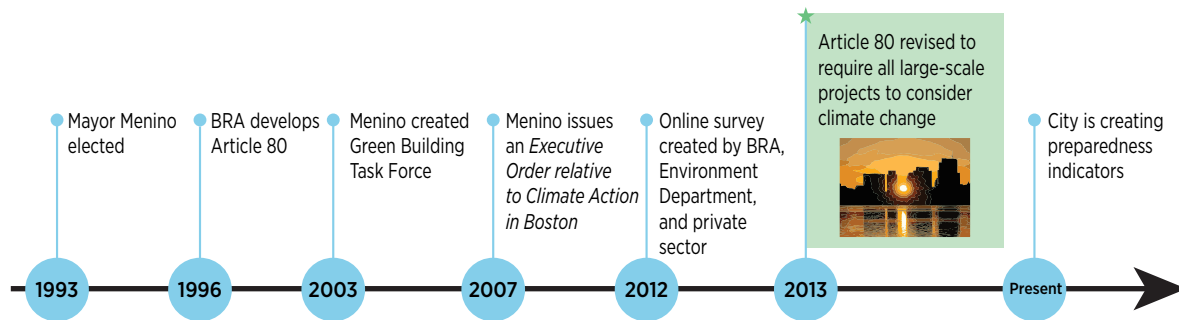 Mayor Menino
elected
BRA develops
Article 80
Menino created
Green Building
Task Force
Menino issues
an Executive
Order relative
to Climate Action
in Boston
Online survey
created by BRA,
Environment
Department,
and private
sector
Article 80 revised to
require all large-scale
projects to consider
climate change
City is creating
preparedness
indicators
1993
1996
2003
2007
2012
2013
Present